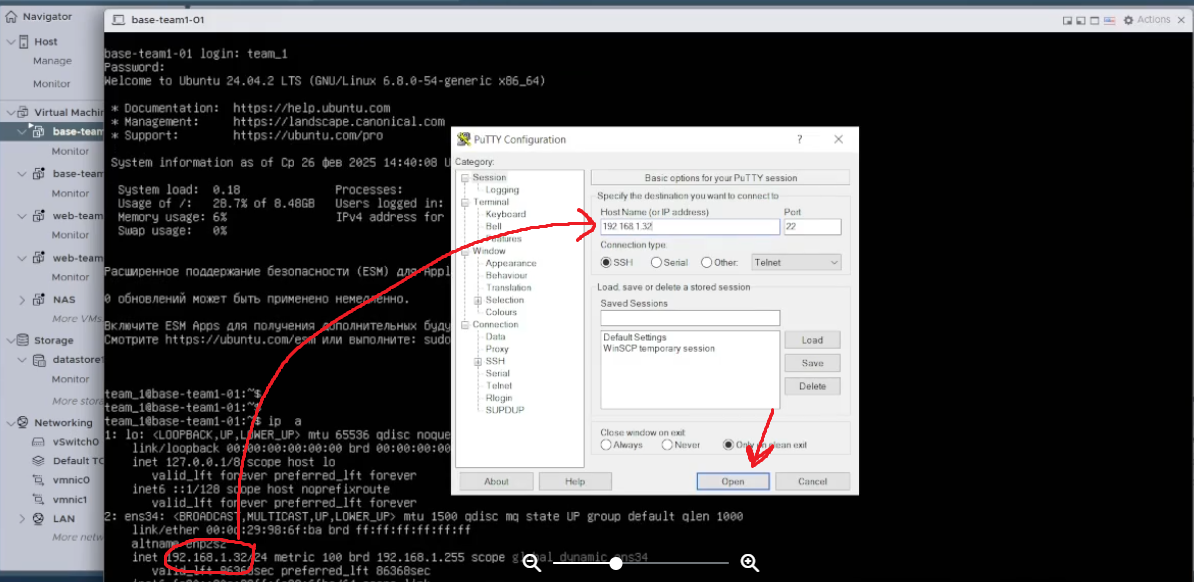 Navigator
Host
Manage
Monitor
Virtual Machin
base-team
Monitor
base-team
Monitor
web-team
Monitor
web-team
Monitor
NAS
More VMs
Storage
datastore1
Monitor
More stora
Networking
vSwitch0
Default TC
vmnic0
vmnic1
LAN
More netw
base-team1-01
Actions
base-team1-01 login: team_1
Password:
Welcome to Ubuntu 24.04.2 LTS (GNU/Linux 6.8.0-54-generic x86_64)
* Documentation: https://help.ubuntu.com
* Management: https://landscape.canonical.com
* Support: https://ubuntu.com/pro
System information as of Ср 26 фев 2025 14:40:08 U
System load: 0.18 Processes:
Usage of /: 28.7% of 8.48GB Users logged in:
Memory usage: 6% IPv4 address for
Swap usage: 0%
Расширенное поддержание безопасности (ESM) для Appl
0 обновлений может быть применено немедленно.
Включите ESM Apps для получения дополнительных буду
Смотрите https://ubuntu.com/esm или выполните: sudo
team_1@base-team1-01:~$
team_1@base-team1-01:~$
team_1@base-team1-01:~$ ip a
1: lo: <LOOPBACK,UP,LOWER_UP> mtu 65536 qdisc noque
link/loopback 00:00:00:00:00:00 brd 00:00:00
inet 127.0.0.1/8 scope host lo
valid_lft forever preferred_lft forever
inet6 ::1/128 scope host noprefixroute
valid_lft forever preferred_lft forever
2: ens34: <BROADCAST,MULTICAST,UP,LOWER_UP> mtu 1500 qdisc mq state UP group default qlen 1000
link/ether 00:0c:29:98:6f:ba brd ff:ff:ff:ff:ff:ff
altname enp2s2
inet 192.168.1.32/24 metric 100 brd 192.168.1.255 scope global dynamic ens34
valid_lft 86368sec preferred_lft 86368sec
PuTTY Configuration
?
Category:
Session
Logging
Terminal
Keyboard
Bell
Features
Window
Appearance
Behaviour
Translation
Selection
Colours
Connection
Data
Proxy
SSH
Serial
Telnet
Rlogin
SUPDUP
Basic options for your PuTTY session
Specify the destination you want to connect to
Host Name (or IP address) Port
192.168.1.32 22
Connection type:
SSH Serial Other: Telnet
Load, save or delete a stored session
Saved Sessions
Default Settings
WinSCP temporary session
Load
Save
Delete
Close window on exit:
Always Never Only on clean exit
About Help Open Cancel